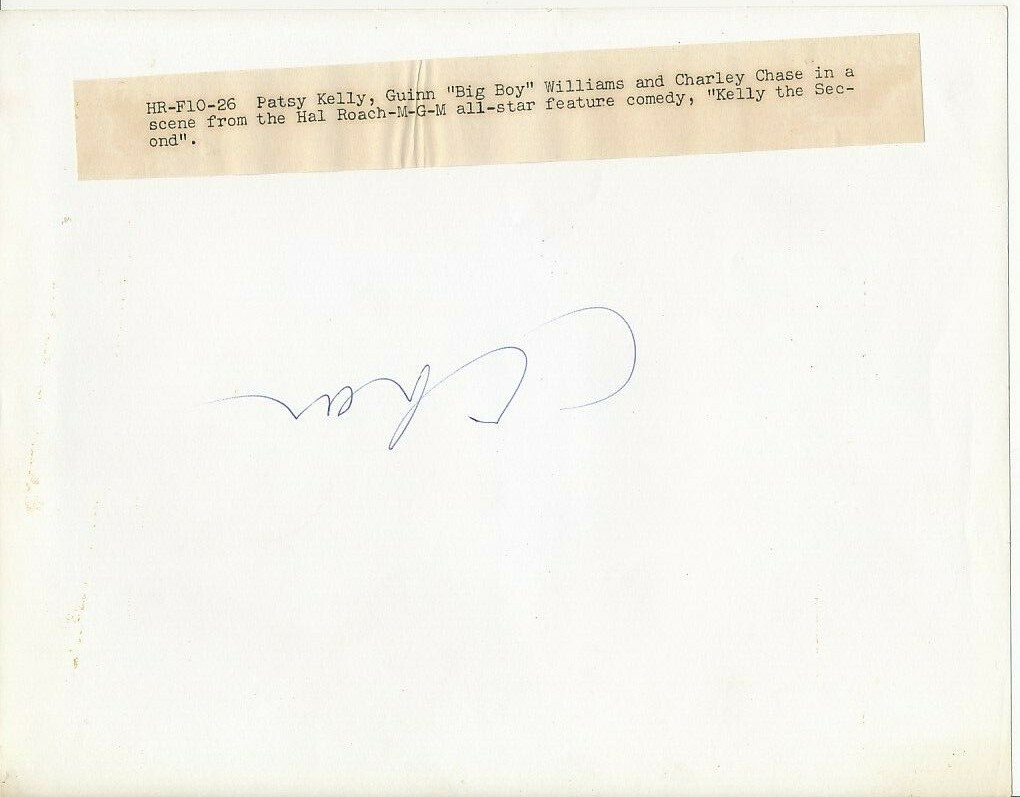 HR-F10-26 Patsy Kelly, Guinn "Big Boy" Williams and Charley Chase in a
scene from the Hal Roach-M-G-M all-star feature comedy, "Kelly the Sec-
ond".